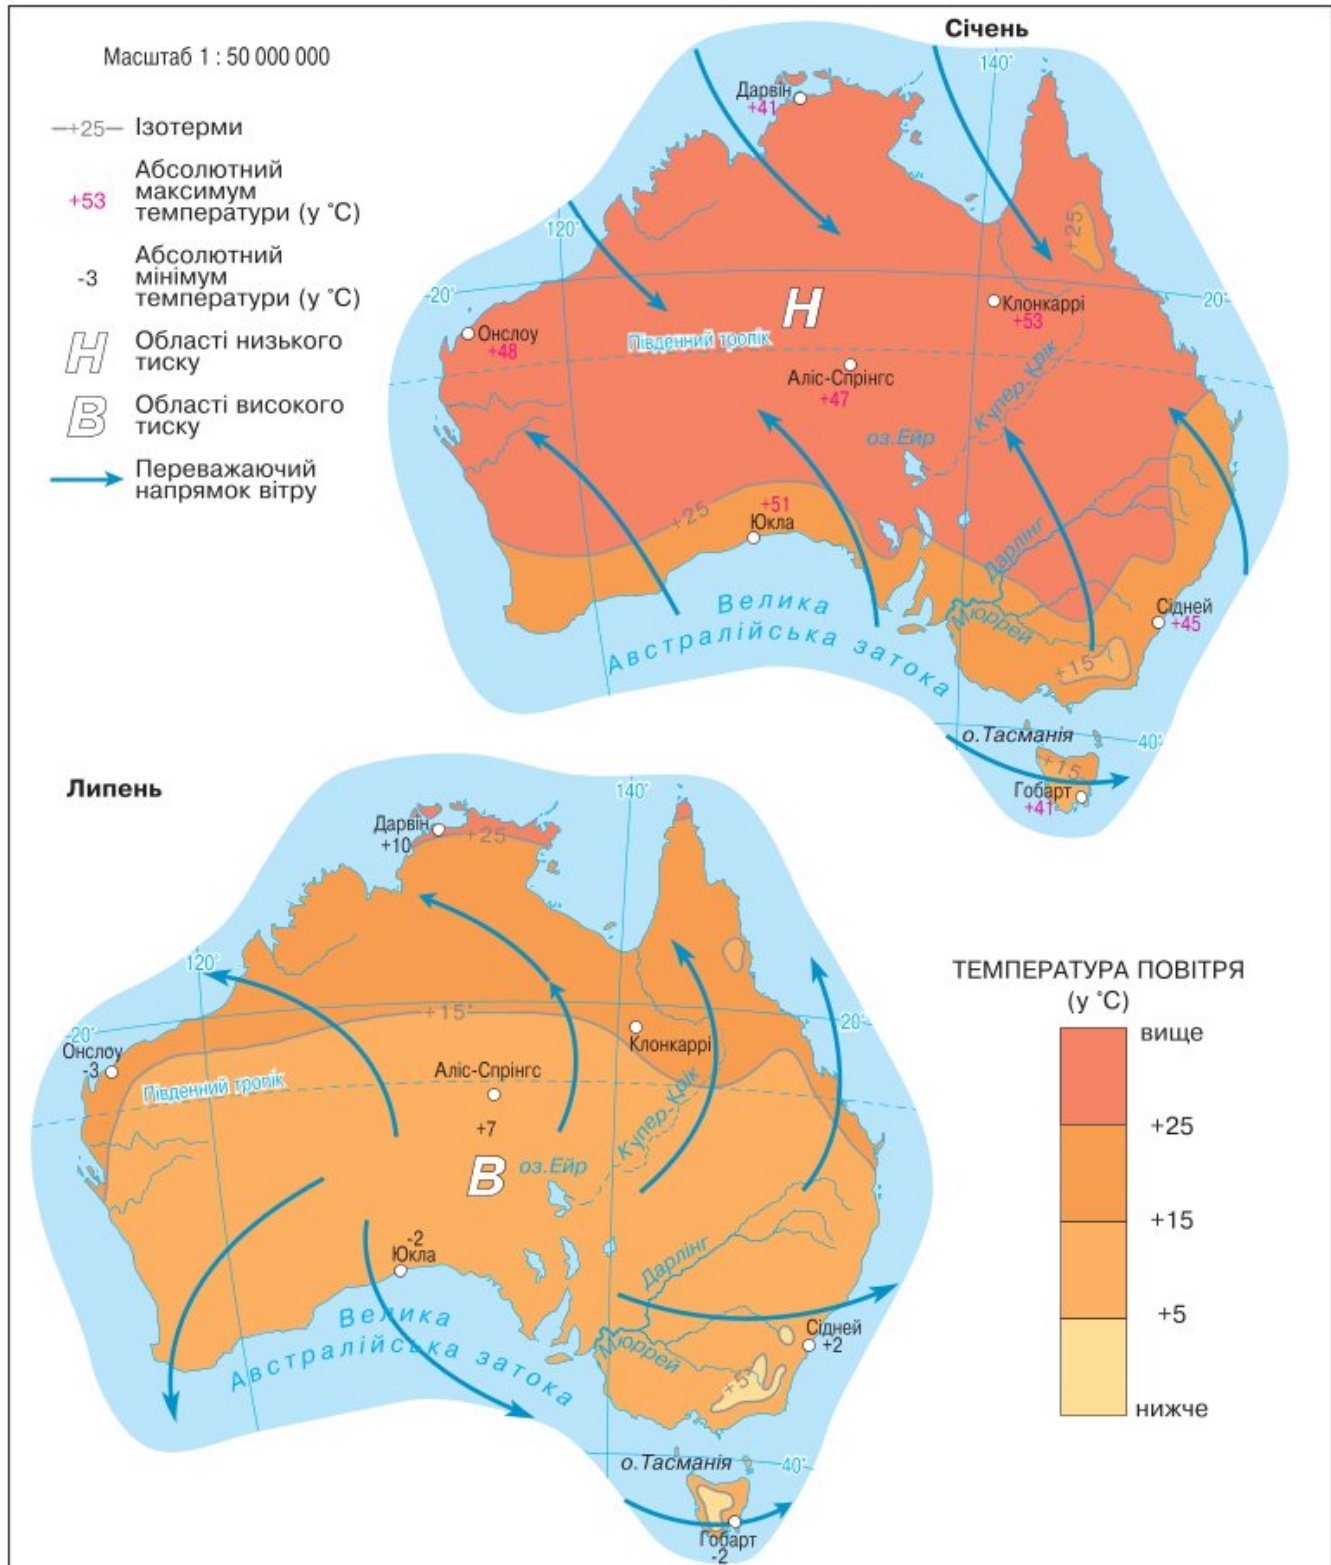 Січень
Масштаб 1 : 50 000 000
+25 Ізотерми
+53
Абсолютний
максимум
температури (у °C)
-3
Абсолютний
мінімум
температури (у °C)
Н
Області низького
тиску
В
Області високого
тиску
Переважаючий
напрямок вітру
140°
Дарвін
+41
120°
+25
20°
20°
Н
Клонкаррі
+53
Онслоу
+48
Південний тропік
Аліс-Спрінгс
+47
Купер-Крік
оз.Ейр
+25
+51
Юкла
Дарлінг
Велика
Австралійська затока
Муррей
Сідней
+45
+15
о.Тасманія
40°
+15
Гобарт
+41
Липень
140°
Дарвін
+10
+25
120°
20°
20°
+15°
Онслоу
-3
Клонкаррі
Південний тропік
Аліс-Спрінгс
+7
Купер-Крік
В
оз.Ейр
-2
Юкла
Дарлінг
Велика
Австралійська затока
Муррей
Сідней
+2
+5
о.Тасманія
40°
Гобарт
-2
ТЕМПЕРАТУРА ПОВІТРЯ
(у °C)
вище
+25
+15
+5
нижче